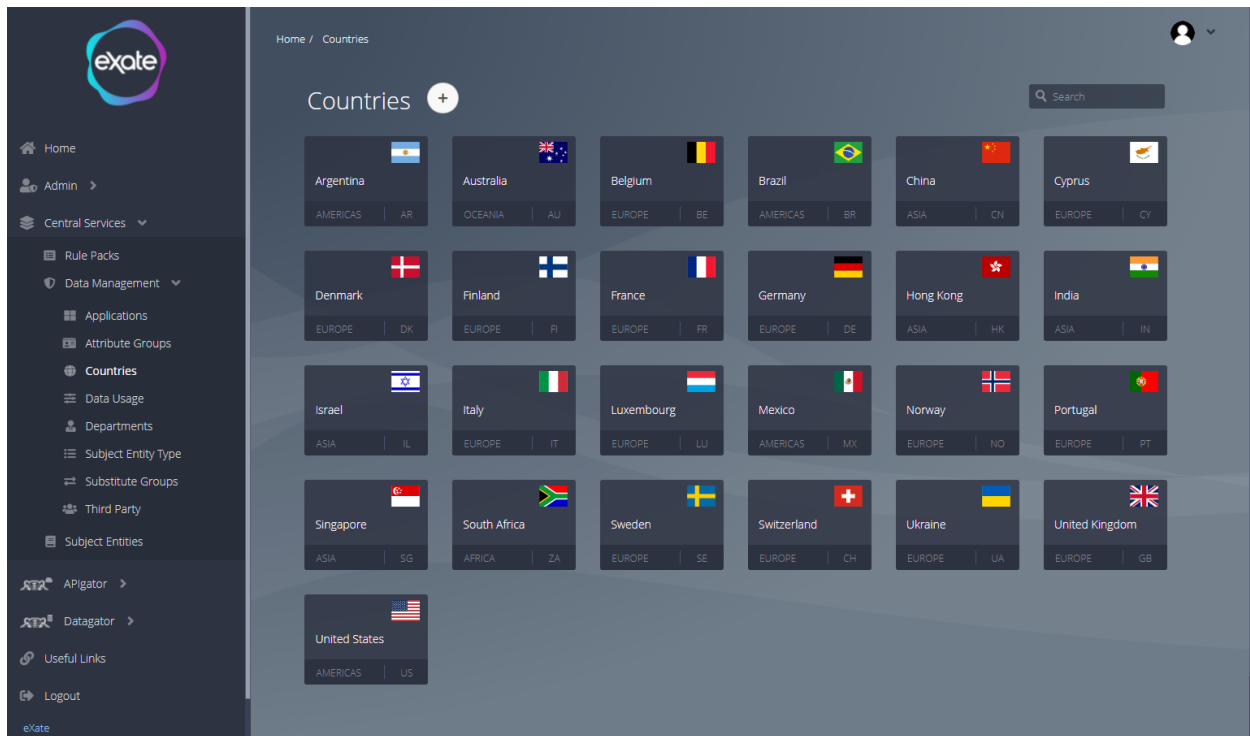 eXate
Home
Admin
Central Services
Rule Packs
Data Management
Applications
Attribute Groups
Countries
Data Usage
Departments
Subject Entity Type
Substitute Groups
Third Party
Subject Entities
APIgator
Datagator
Useful Links
Logout
eXate
Home / Countries
Countries +
Search
Argentina
AMERICAS AR
Australia
OCEANIA AU
Belgium
EUROPE BE
Brazil
AMERICAS BR
China
ASIA CN
Cyprus
EUROPE CY
Denmark
EUROPE DK
Finland
EUROPE FI
France
EUROPE FR
Germany
EUROPE DE
Hong Kong
ASIA HK
India
ASIA IN
Israel
ASIA IL
Italy
EUROPE IT
Luxembourg
EUROPE LU
Mexico
AMERICAS MX
Norway
EUROPE NO
Portugal
EUROPE PT
Singapore
ASIA SG
South Africa
AFRICA ZA
Sweden
EUROPE SE
Switzerland
EUROPE CH
Ukraine
EUROPE UA
United Kingdom
EUROPE GB
United States
AMERICAS US